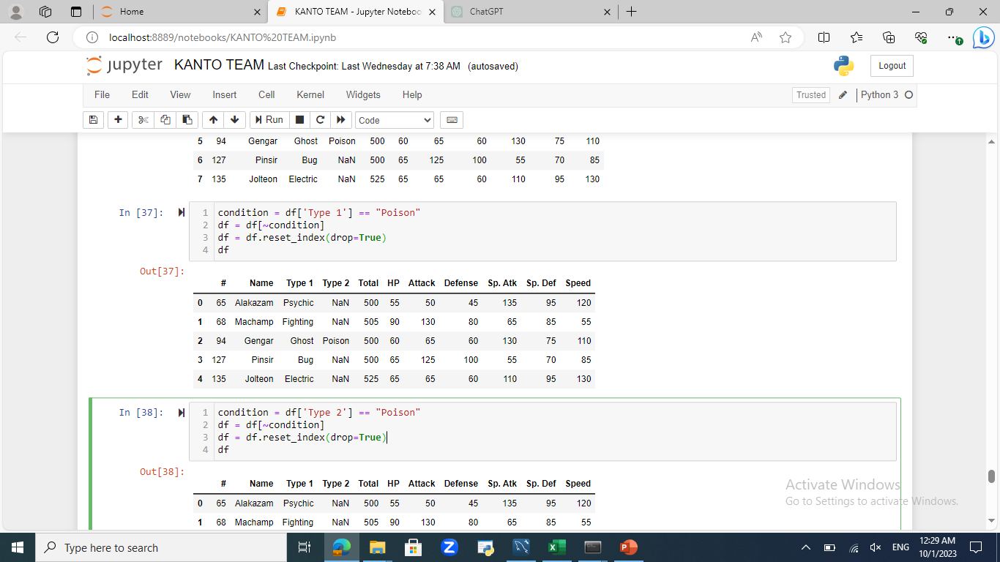 Home
KANTO TEAM - Jupyter Noteboo
ChatGPT
localhost:8889/notebooks/KANTO%20TEAM.ipynb
jupyter KANTO TEAM Last Checkpoint: Last Wednesday at 7:38 AM (autosaved)
Logout
File Edit View Insert Cell Kernel Widgets Help
Trusted
Python 3
Run
Code
5 94 Gengar Ghost Poison 500 60 65 60 130 75 110
6 127 Pinsir Bug NaN 500 65 125 100 55 70 85
7 135 Jolteon Electric NaN 525 65 65 60 110 95 130
In [37]:
1 condition = df['Type 1'] == "Poison"
2 df = df[~condition]
3 df = df.reset_index(drop=True)
4 df
Out[37]:
# Name Type 1 Type 2 Total HP Attack Defense Sp. Atk Sp. Def Speed
0 65 Alakazam Psychic NaN 500 55 50 45 135 95 120
1 68 Machamp Fighting NaN 505 90 130 80 65 85 55
2 94 Gengar Ghost Poison 500 60 65 60 130 75 110
3 127 Pinsir Bug NaN 500 65 125 100 55 70 85
4 135 Jolteon Electric NaN 525 65 65 60 110 95 130
In [38]:
1 condition = df['Type 2'] == "Poison"
2 df = df[~condition]
3 df = df.reset_index(drop=True)
4 df
Out[38]:
# Name Type 1 Type 2 Total HP Attack Defense Sp. Atk Sp. Def Speed
0 65 Alakazam Psychic NaN 500 55 50 45 135 95 120
1 68 Machamp Fighting NaN 505 90 130 80 65 85 55
Activate Windows
Go to Settings to activate Windows.
Type here to search
ENG
12:29 AM
10/1/2023